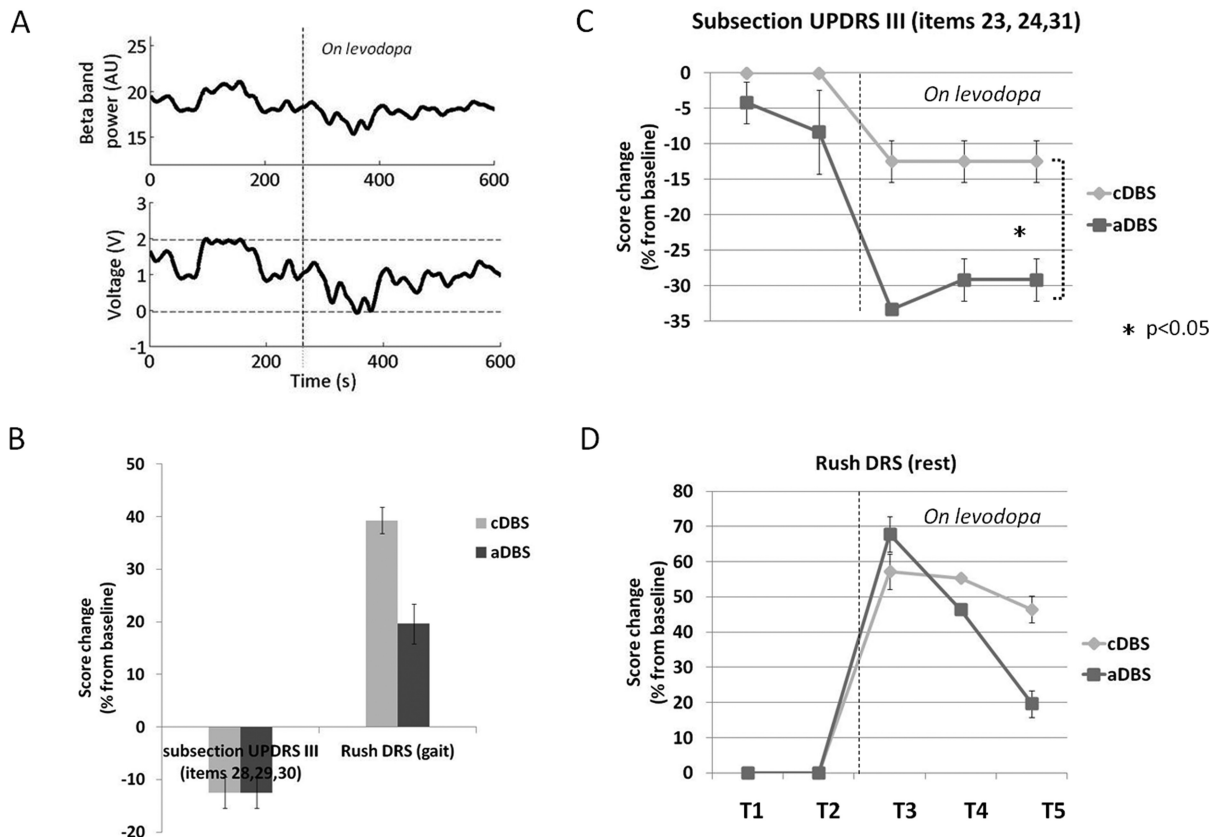 A
On levodopa
Beta band
power (AU)
25
20
15
0
200
400
600
Voltage (V)
3
2
1
0
-1
0
200
400
600
Time (s)
C
Subsection UPDRS III (items 23, 24,31)
On levodopa
Score change
(% from baseline)
0
-5
-10
-15
-20
-25
-30
-35
*
cDBS
aDBS
* p<0.05
B
Score change
(% from baseline)
50
40
30
20
10
0
-10
-20
cDBS
aDBS
subsection UPDRS III
(items 28,29,30)
Rush DRS (gait)
D
Rush DRS (rest)
On levodopa
Score change
(% from baseline)
80
70
60
50
40
30
20
10
0
cDBS
aDBS
T1
T2
T3
T4
T5